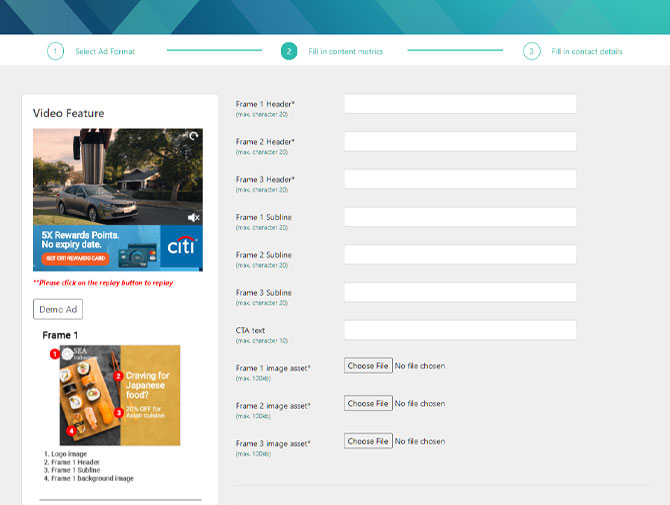 1 Select Ad Format
2 Fill in content metrics
3 Fill in contact details
Video Feature
5X Rewards Points.
No expiry date.
GET CITI REWARDS CARD
citi
**Please click on the replay button to replay
Demo Ad
Frame 1
1
SEA
2
Craving for
Japanese
food?
3
20% OFF for
Asian cuisine
4
1. Logo image
2. Frame 1 Header
3. Frame 1 Subline
4. Frame 1 background image
Frame 1 Header*
(max. character 20)
Frame 2 Header*
(max. character 20)
Frame 3 Header*
(max. character 20)
Frame 1 Subline
(max. character 20)
Frame 2 Subline
(max. character 20)
Frame 3 Subline
(max. character 20)
CTA text
(max. character 10)
Frame 1 image asset*
(max. 100kb)
Choose File No file chosen
Frame 2 image asset*
(max. 100kb)
Choose File No file chosen
Frame 3 image asset*
(max. 100kb)
Choose File No file chosen